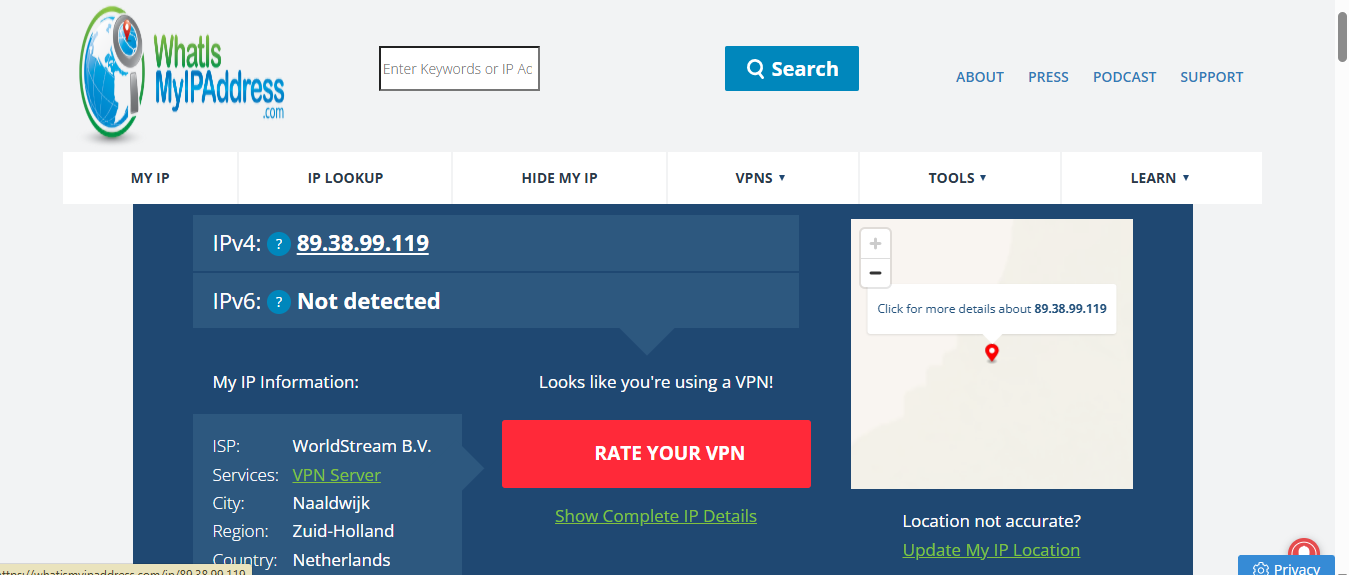 WhatIs
MyIPAddress
.com
Enter Keywords or IP Ac
Search
ABOUT PRESS PODCAST SUPPORT
MY IP IP LOOKUP HIDE MY IP VPNS ▼ TOOLS ▼ LEARN ▼
IPv4: ? 89.38.99.119
IPv6: ? Not detected
+
−
Click for more details about 89.38.99.119
My IP Information:
Looks like you're using a VPN!
ISP: WorldStream B.V.
Services: VPN Server
City: Naaldwijk
Region: Zuid-Holland
Country: Netherlands
RATE YOUR VPN
Show Complete IP Details
Location not accurate?
Update My IP Location
Privacy
ttps://whatismyipaddress.com/ip/89.38.99.119